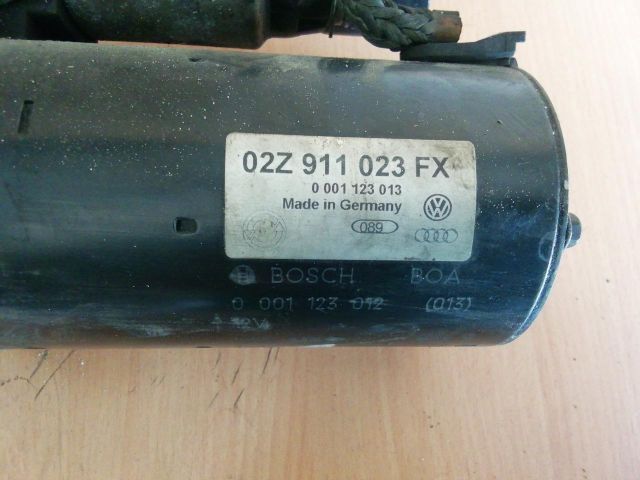 02Z 911 023 FX
0 001 123 013
Made in Germany
089
BOSCH BOA
0 001 123 012 (013)
12V